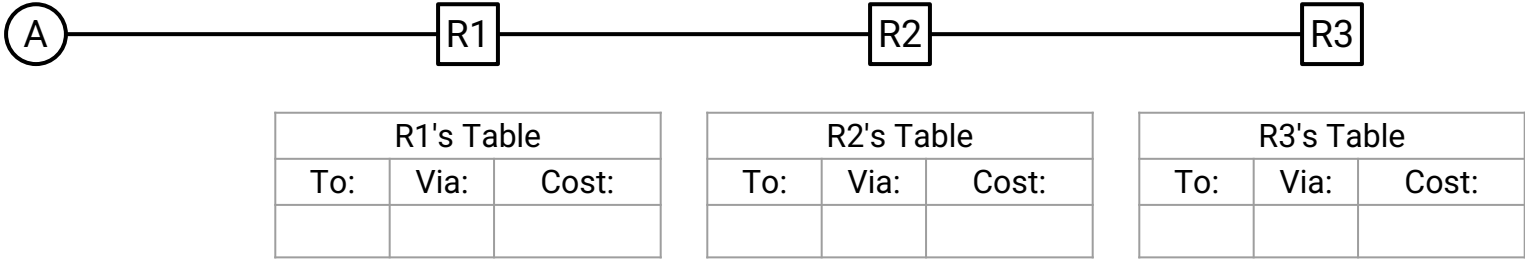 A R1 R2 R3
R1's Table R2's Table R3's Table
To: Via: Cost: To: Via: Cost: To: Via: Cost: